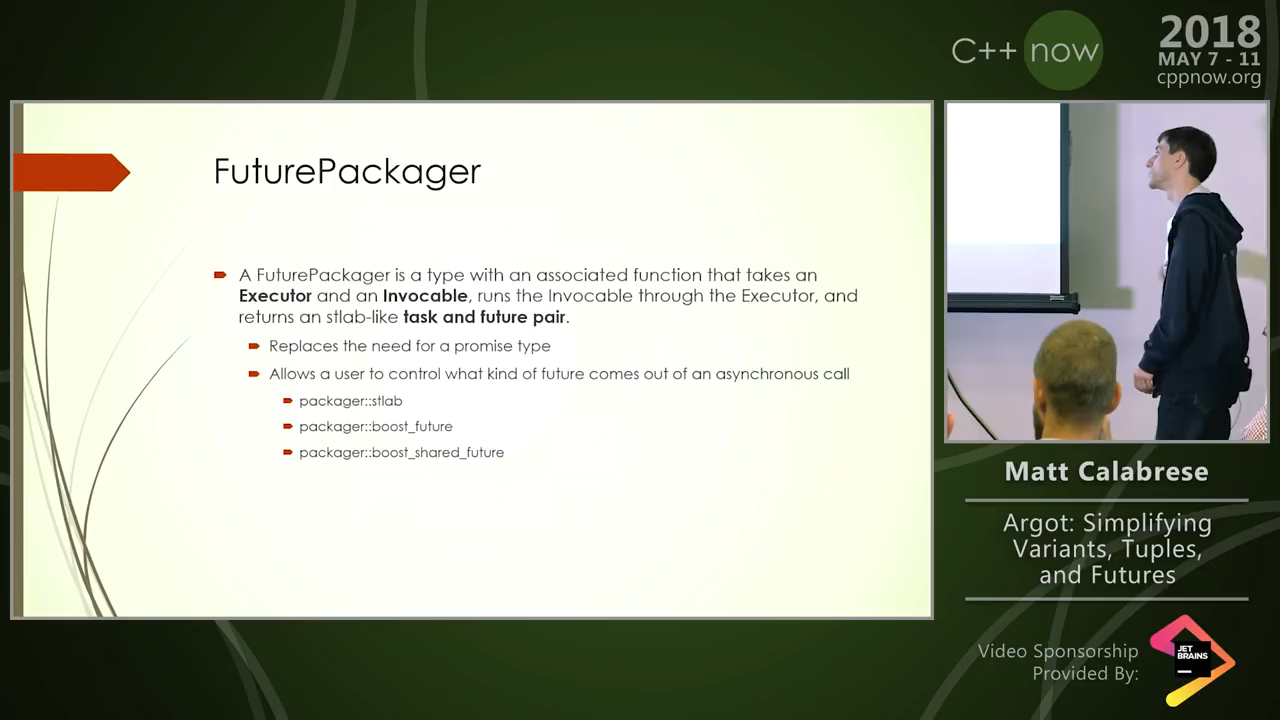 C++ now
2018
MAY 7 - 11
cppnow.org
FuturePackager
A FuturePackager is a type with an associated function that takes an
Executor and an Invocable, runs the Invocable through the Executor, and
returns an stlab-like task and future pair.
Replaces the need for a promise type
Allows a user to control what kind of future comes out of an asynchronous call
packager::stlab
packager::boost_future
packager::boost_shared_future
Matt Calabrese
Argot: Simplifying
Variants, Tuples,
and Futures
Video Sponsorship
Provided By:
JET
BRAINS